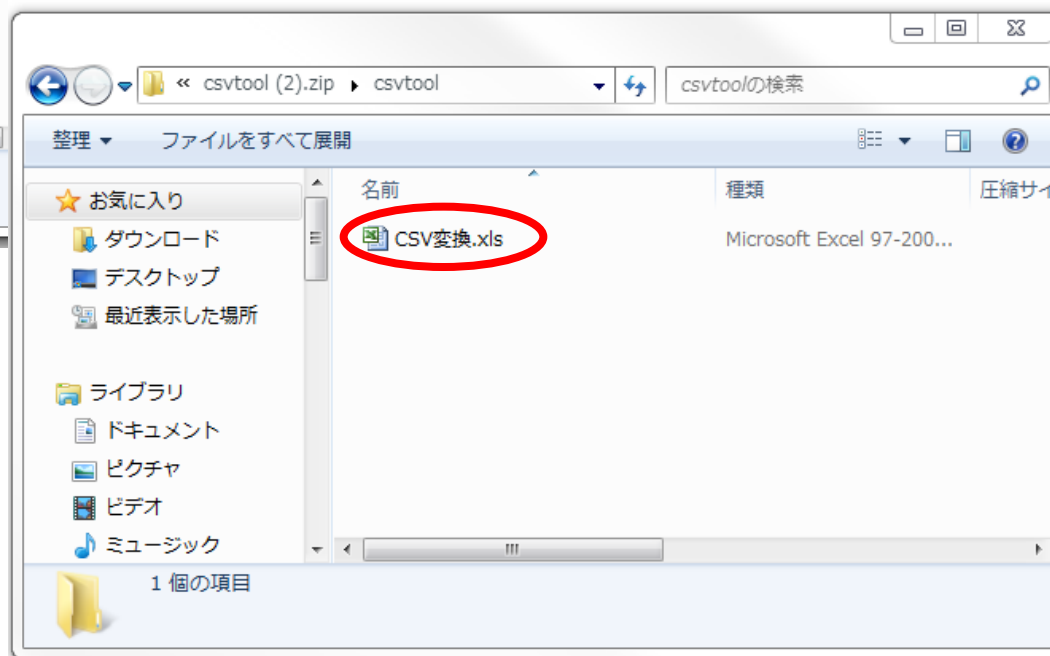 « csvtool (2).zip ▸ csvtool
csvtoolの検索
整理 ファイルをすべて展開
名前 種類 圧縮サイ
お気に入り
ダウンロード
デスクトップ
最近表示した場所
ライブラリ
ドキュメント
ピクチャ
ビデオ
ミュージック
CSV変換.xls Microsoft Excel 97-200...
1 個の項目